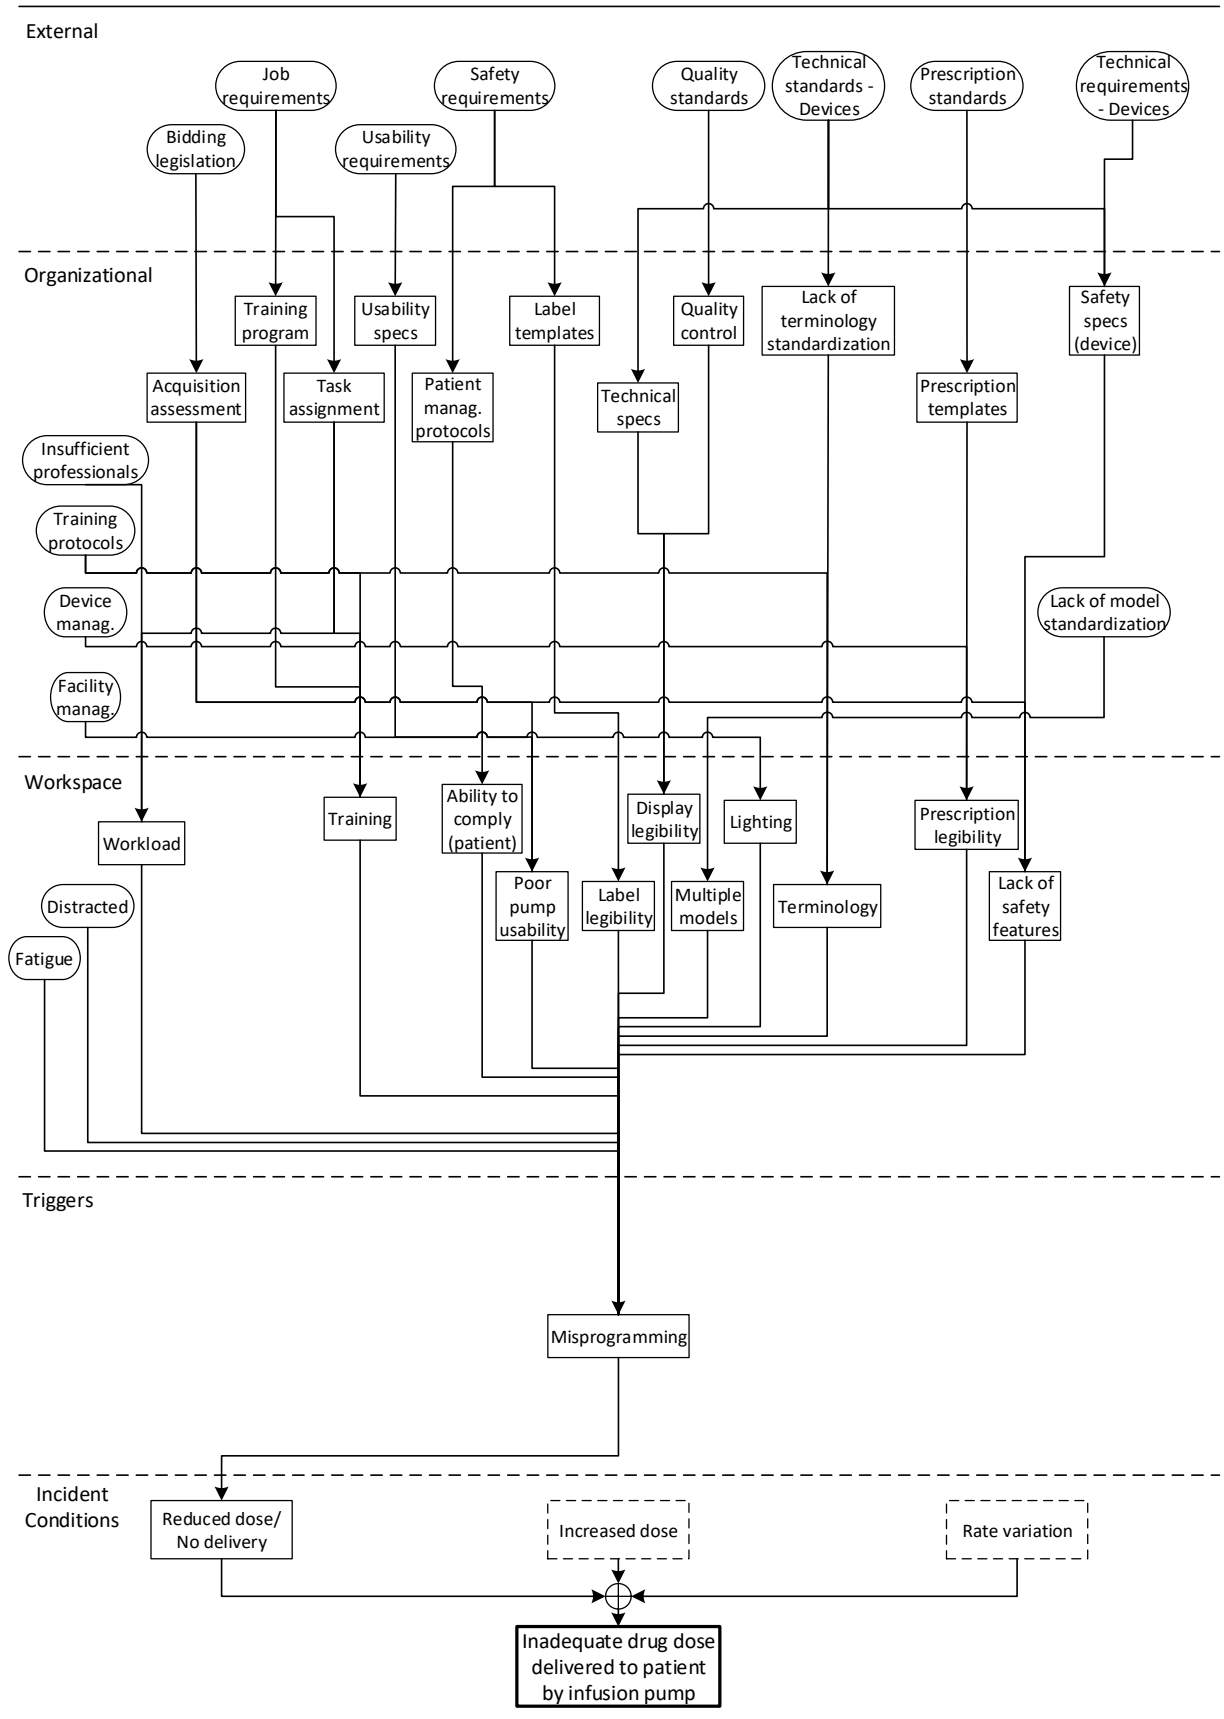 External
Job
requirements
Safety
requirements
Quality
standards
Technical
standards -
Devices
Prescription
standards
Technical
requirements
- Devices
Bidding
legislation
Usability
requirements
Organizational
Training
program
Usability
specs
Label
templates
Quality
control
Lack of
terminology
standardization
Safety
specs
(device)
Acquisition
assessment
Task
assignment
Patient
manag.
protocols
Technical
specs
Prescription
templates
Insufficient
professionals
Training
protocols
Device
manag.
Lack of model
standardization
Facility
manag.
Workspace
Workload
Training
Ability to
comply
(patient)
Display
legibility
Lighting
Prescription
legibility
Poor
pump
usability
Label
legibility
Multiple
models
Terminology
Lack of
safety
features
Distracted
Fatigue
Triggers
Misprogramming
Incident
Conditions
Reduced dose/
No delivery
Increased dose
Rate variation
Inadequate drug dose
delivered to patient
by infusion pump